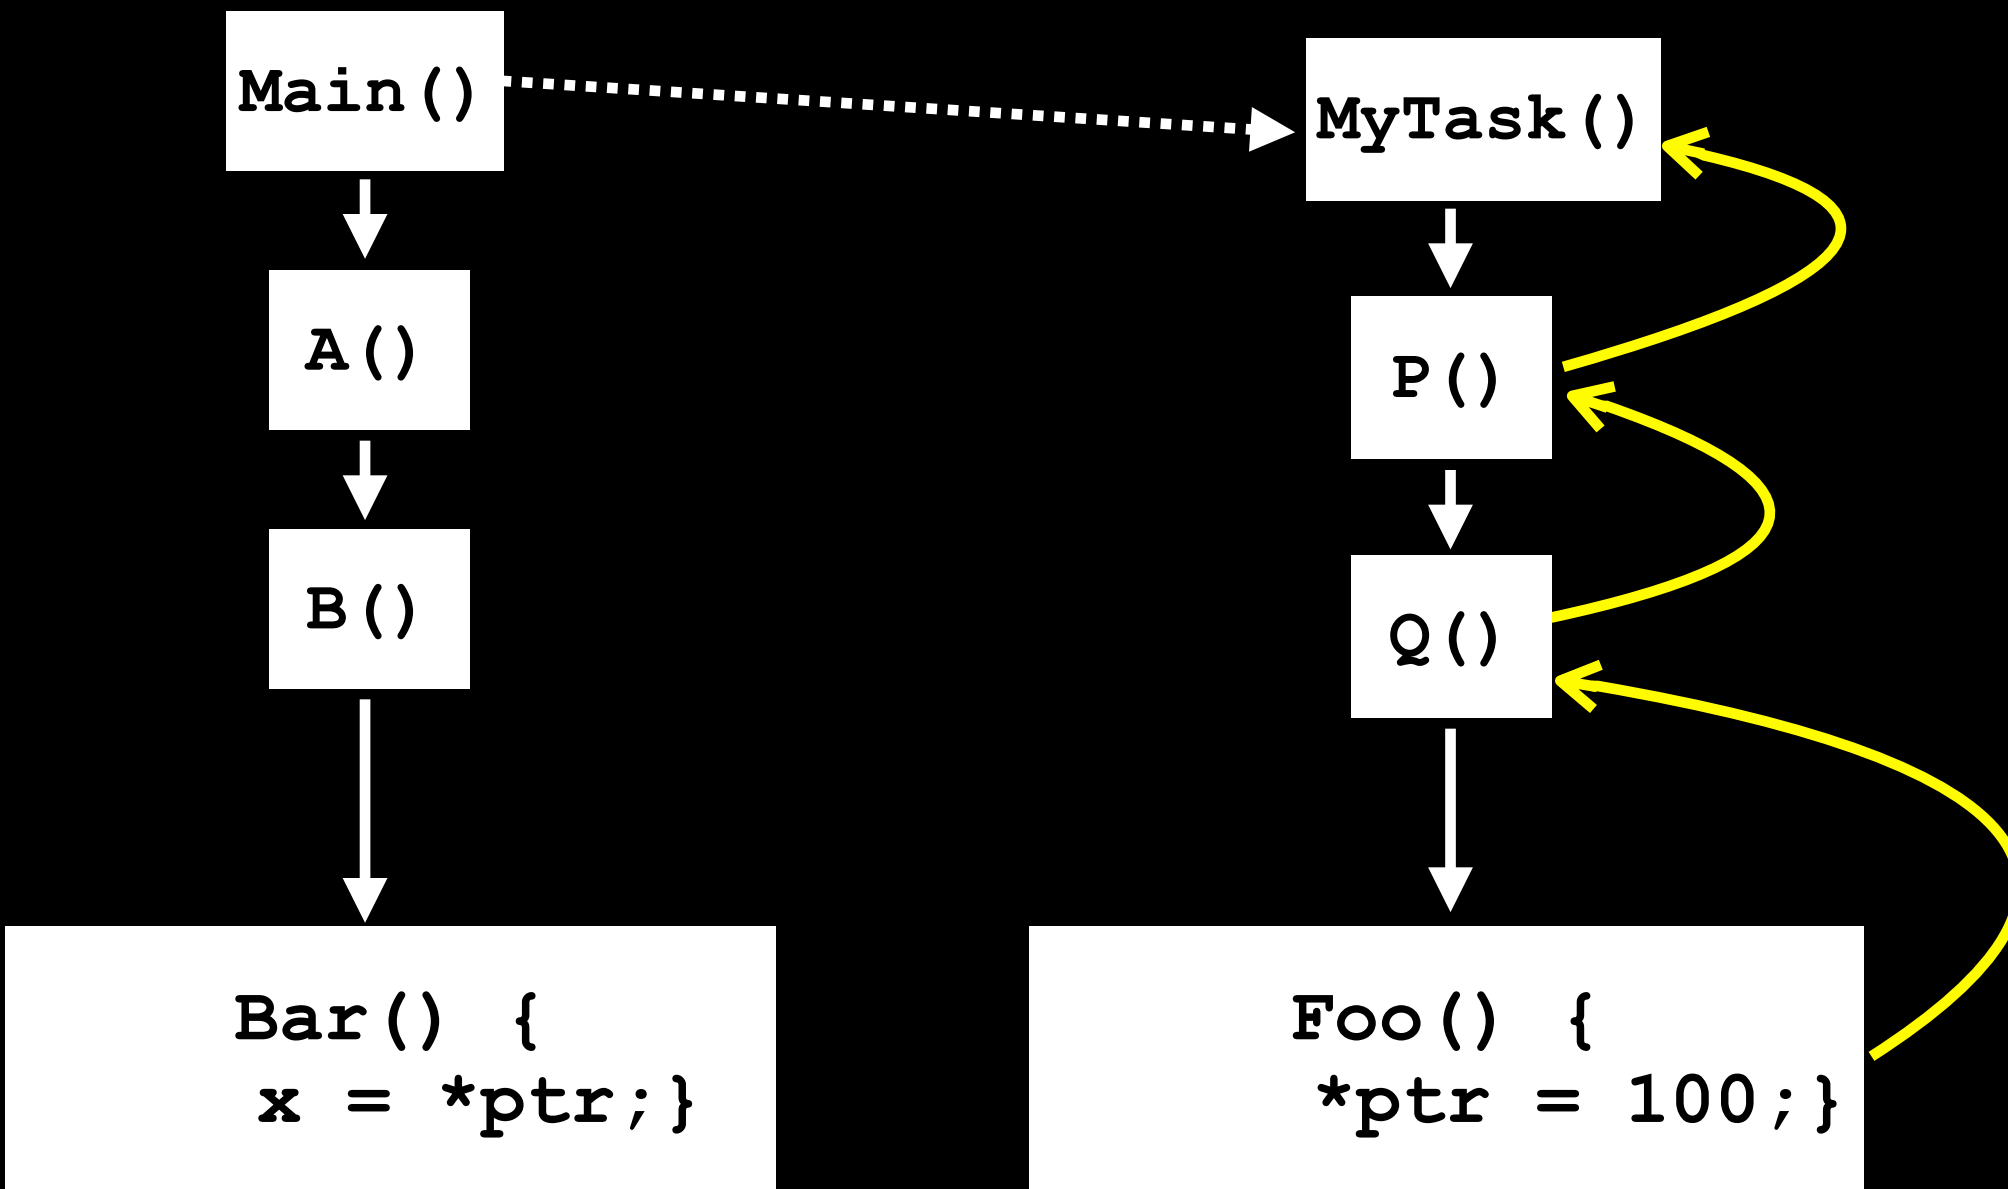 Main()
A()
B()
Bar() {
x = *ptr;}
MyTask()
P()
Q()
Foo() {
*ptr = 100;}